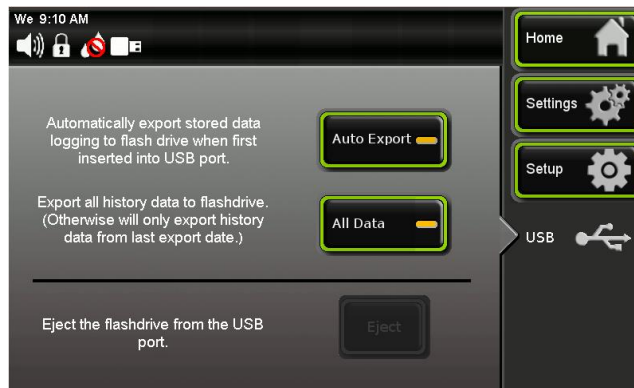 We 9:10 AM
Home
Settings
Setup
USB
Automatically export stored data
logging to flash drive when first
inserted into USB port.
Auto Export
Export all history data to flashdrive.
(Otherwise will only export history
data from last export date.)
All Data
Eject the flashdrive from the USB
port.
Eject